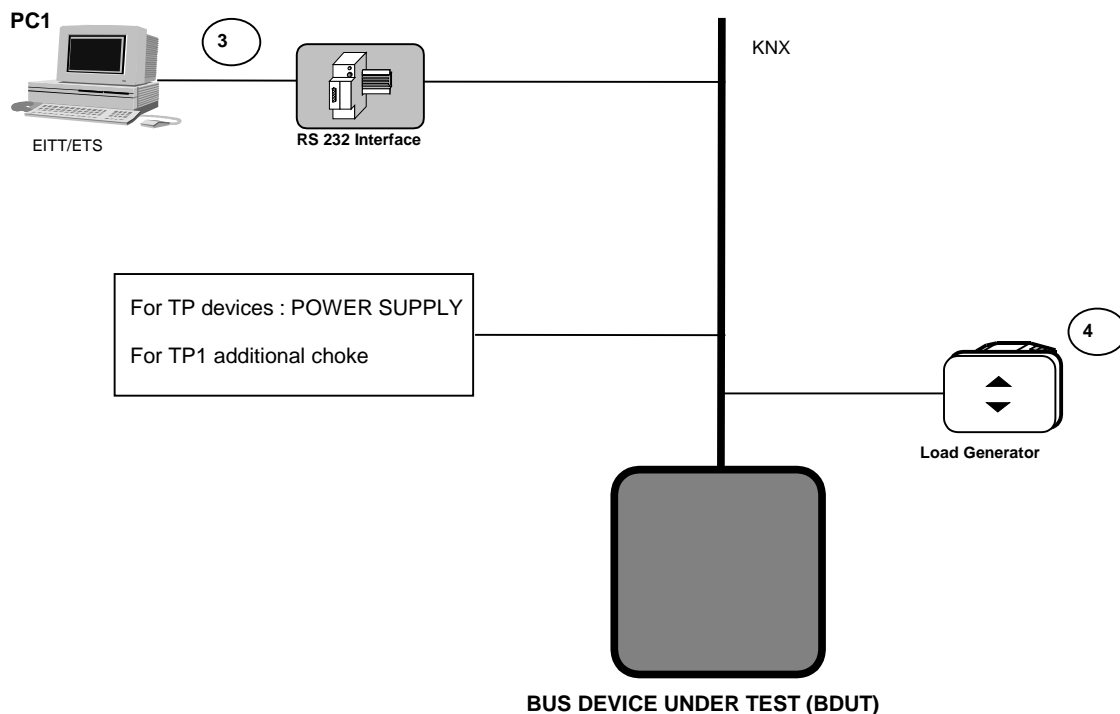 PC1
3
KNX
RS 232 Interface
EITT/ETS
For TP devices : POWER SUPPLY
For TP1 additional choke
4
Load Generator
BUS DEVICE UNDER TEST (BDUT)